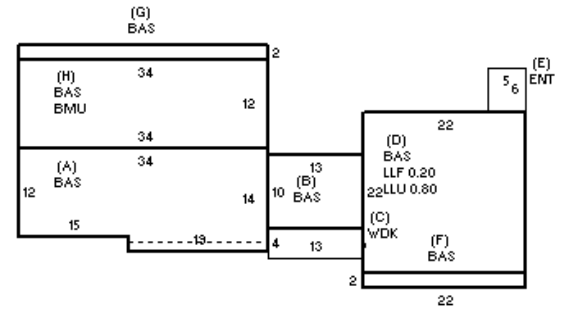 (G)
BAS
2
(H)
BAS
BMU
34
12
34
(A)
BAS
34
12
14
15
19
(B)
BAS
13
10
4
13
(C)
WDK
(D)
BAS
LLF 0.20
LLU 0.80
22
22
(E)
ENT
5
6
(F)
BAS
2
22